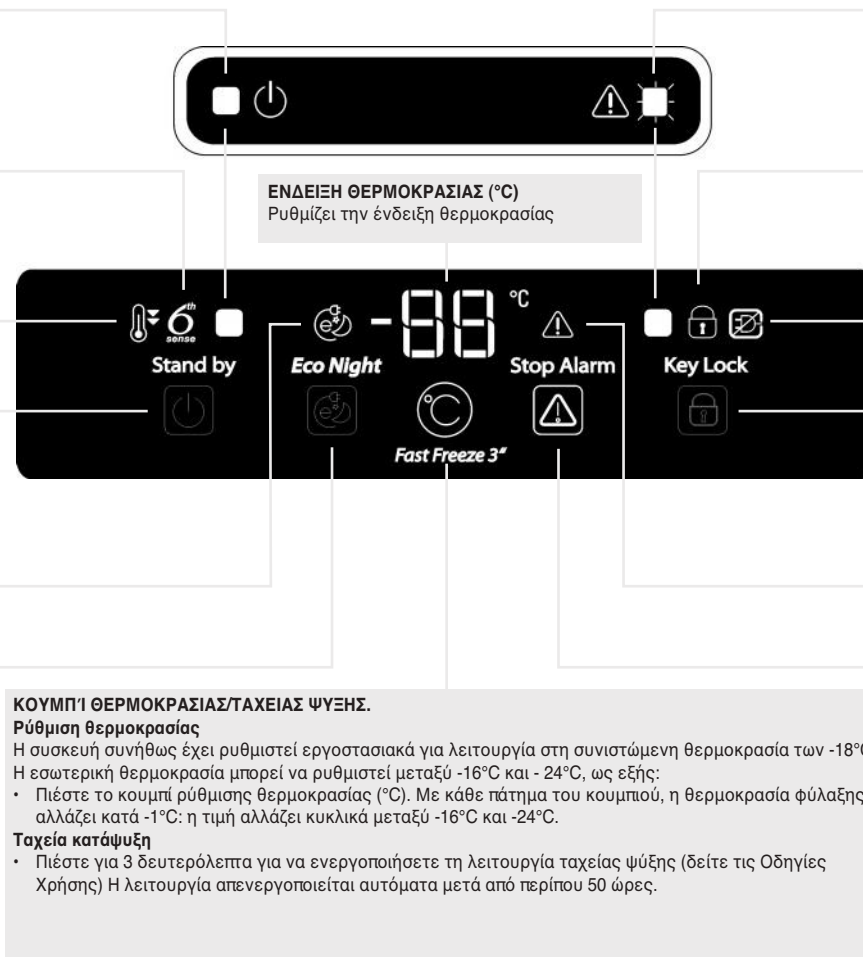 ΕΝΔΕΙΞΗ ΘΕΡΜΟΚΡΑΣΙΑΣ (°C)
Ρυθμίζει την ένδειξη θερμοκρασίας
-88 °C
6th sense
Stand by
Eco Night
Stop Alarm
Key Lock
°C
Fast Freeze 3"
ΚΟΥΜΠΊ ΘΕΡΜΟΚΡΑΣΙΑΣ/ΤΑΧΕΙΑΣ ΨΥΞΗΣ.
Ρύθμιση θερμοκρασίας
Η συσκευή συνήθως έχει ρυθμιστεί εργοστασιακά για λειτουργία στη συνιστώμενη θερμοκρασία των -18°C
Η εσωτερική θερμοκρασία μπορεί να ρυθμιστεί μεταξύ -16°C και - 24°C, ως εξής:
• Πιέστε το κουμπί ρύθμισης θερμοκρασίας (°C). Με κάθε πάτημα του κουμπιού, η θερμοκρασία φύλαξης
αλλάζει κατά -1°C: η τιμή αλλάζει κυκλικά μεταξύ -16°C και -24°C.
Ταχεία κατάψυξη
• Πιέστε για 3 δευτερόλεπτα για να ενεργοποιήσετε τη λειτουργία ταχείας ψύξης (δείτε τις Οδηγίες
Χρήσης) Η λειτουργία απενεργοποιείται αυτόματα μετά από περίπου 50 ώρες.